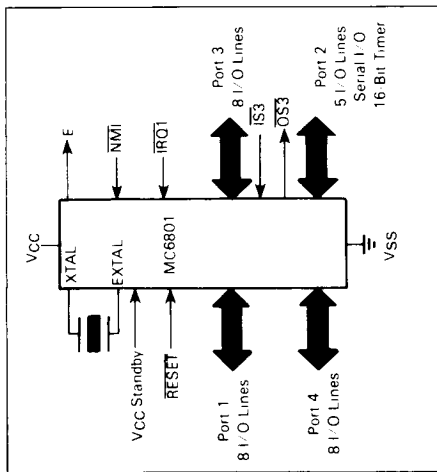 VCC
XTAL
E
EXTAL
NMI
VCC Standby
IRQ1
RESET
MC6801
Port 1
8 I/O Lines
Port 3
8 I/O Lines
IS3
OS3
Port 4
8 I/O Lines
Port 2
5 I/O Lines
Serial I/O
16-Bit Timer
VSS